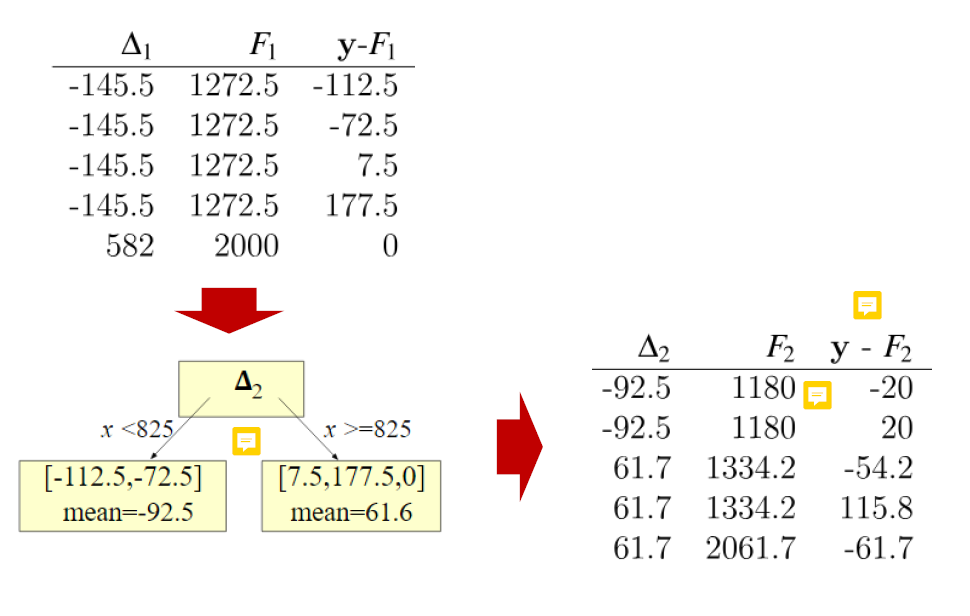 Δ₁ F₁ y-F₁
-145.5 1272.5 -112.5
-145.5 1272.5 -72.5
-145.5 1272.5 7.5
-145.5 1272.5 177.5
582 2000 0
Δ₂
x <825 x >=825
[-112.5,-72.5] [7.5,177.5,0]
mean=-92.5 mean=61.6
Δ₂ F₂ y - F₂
-92.5 1180 -20
-92.5 1180 20
61.7 1334.2 -54.2
61.7 1334.2 115.8
61.7 2061.7 -61.7